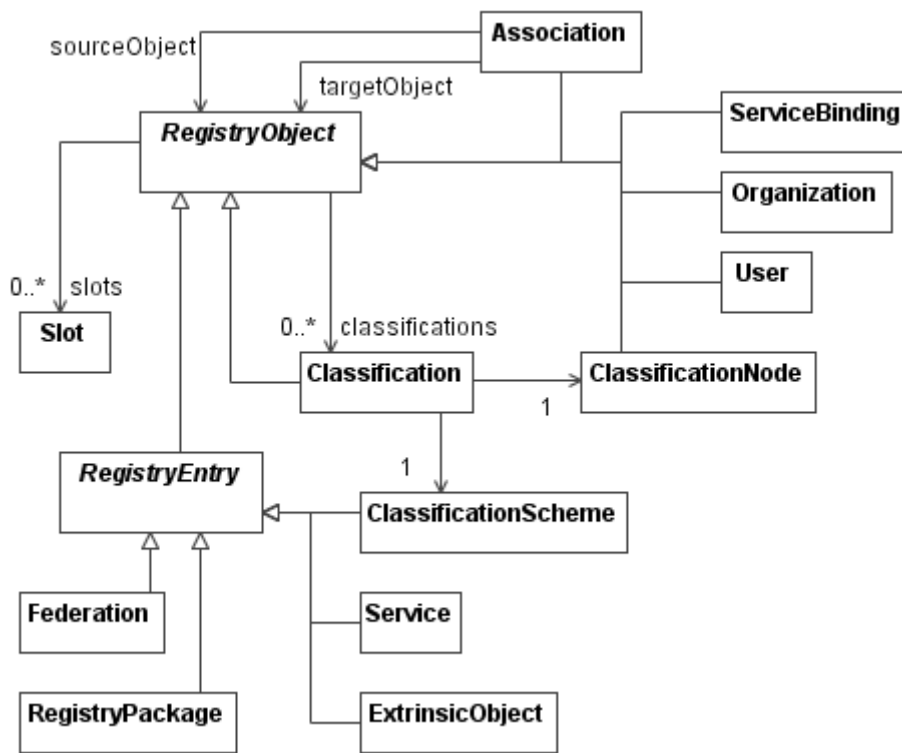 Association
sourceObject
targetObject
RegistryObject
ServiceBinding
Organization
User
0..* slots
Slot
0..* classifications
Classification
ClassificationNode
1
1
RegistryEntry
ClassificationScheme
Federation
Service
RegistryPackage
ExtrinsicObject